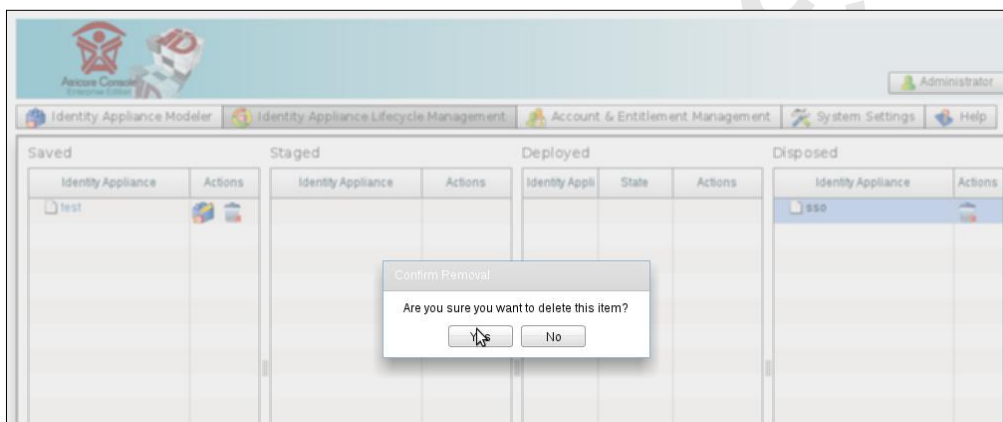 Atricore Console
Enterprise Edition
Administrator
Identity Appliance Modeler
Identity Appliance Lifecycle Management
Account & Entitlement Management
System Settings
Help
Saved
Staged
Deployed
Disposed
Identity Appliance
Actions
Identity Appliance
Actions
Identity Appli
State
Actions
Identity Appliance
Actions
test
sso
Confirm Removal
Are you sure you want to delete this item?
Yes
No